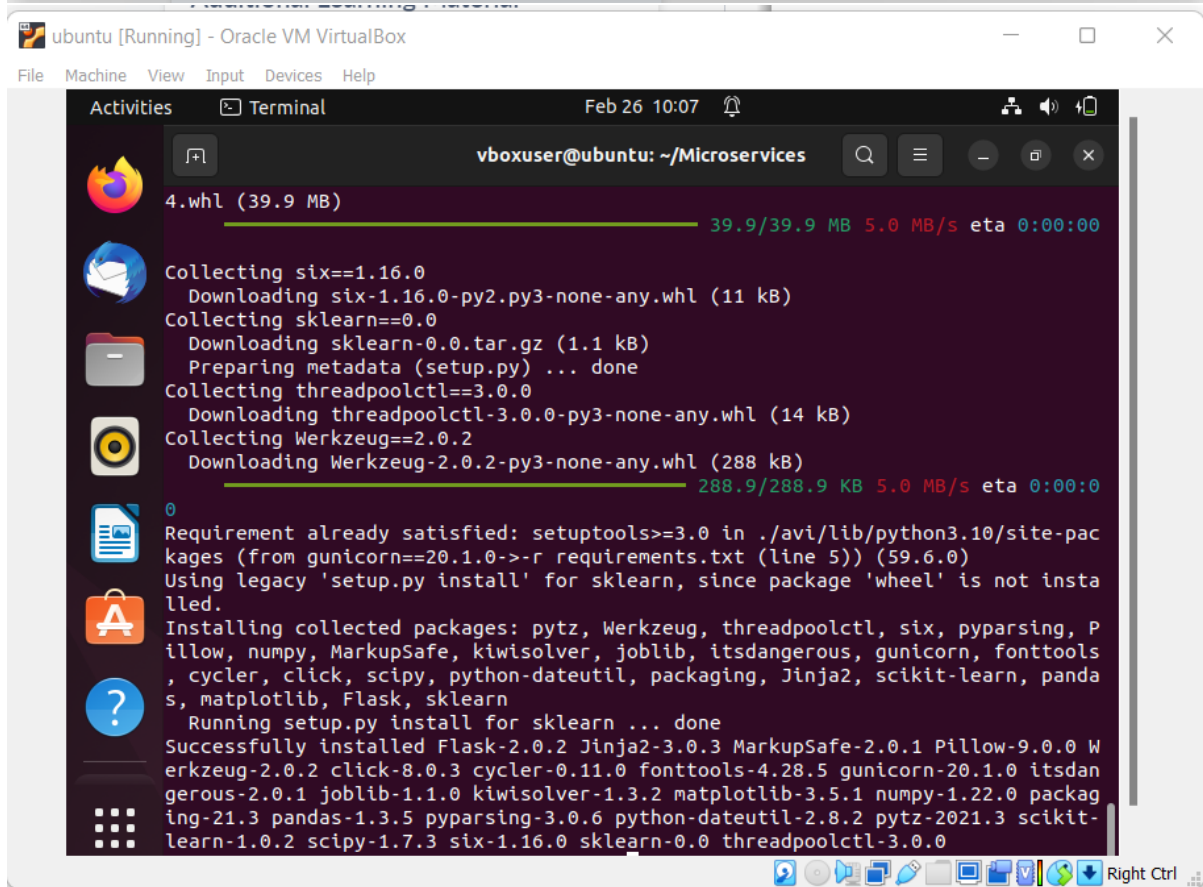 Additional Learning Material
ubuntu [Running] - Oracle VM VirtualBox
File Machine View Input Devices Help
Activities Terminal Feb 26 10:07
vboxuser@ubuntu: ~/Microservices
4.whl (39.9 MB)
39.9/39.9 MB 5.0 MB/s eta 0:00:00
Collecting six==1.16.0
Downloading six-1.16.0-py2.py3-none-any.whl (11 kB)
Collecting sklearn==0.0
Downloading sklearn-0.0.tar.gz (1.1 kB)
Preparing metadata (setup.py) ... done
Collecting threadpoolctl==3.0.0
Downloading threadpoolctl-3.0.0-py3-none-any.whl (14 kB)
Collecting Werkzeug==2.0.2
Downloading Werkzeug-2.0.2-py3-none-any.whl (288 kB)
288.9/288.9 KB 5.0 MB/s eta 0:00:0
0
Requirement already satisfied: setuptools>=3.0 in ./avi/lib/python3.10/site-pac
kages (from gunicorn==20.1.0->-r requirements.txt (line 5)) (59.6.0)
Using legacy 'setup.py install' for sklearn, since package 'wheel' is not insta
lled.
Installing collected packages: pytz, Werkzeug, threadpoolctl, six, pyparsing, P
illow, numpy, MarkupSafe, kiwisolver, joblib, itsdangerous, gunicorn, fonttools
, cycler, click, scipy, python-dateutil, packaging, Jinja2, scikit-learn, panda
s, matplotlib, Flask, sklearn
Running setup.py install for sklearn ... done
Successfully installed Flask-2.0.2 Jinja2-3.0.3 MarkupSafe-2.0.1 Pillow-9.0.0 W
erkzeug-2.0.2 click-8.0.3 cycler-0.11.0 fonttools-4.28.5 gunicorn-20.1.0 itsdan
gerous-2.0.1 joblib-1.1.0 kiwisolver-1.3.2 matplotlib-3.5.1 numpy-1.22.0 packag
ing-21.3 pandas-1.3.5 pyparsing-3.0.6 python-dateutil-2.8.2 pytz-2021.3 scikit-
learn-1.0.2 scipy-1.7.3 six-1.16.0 sklearn-0.0 threadpoolctl-3.0.0
Right Ctrl